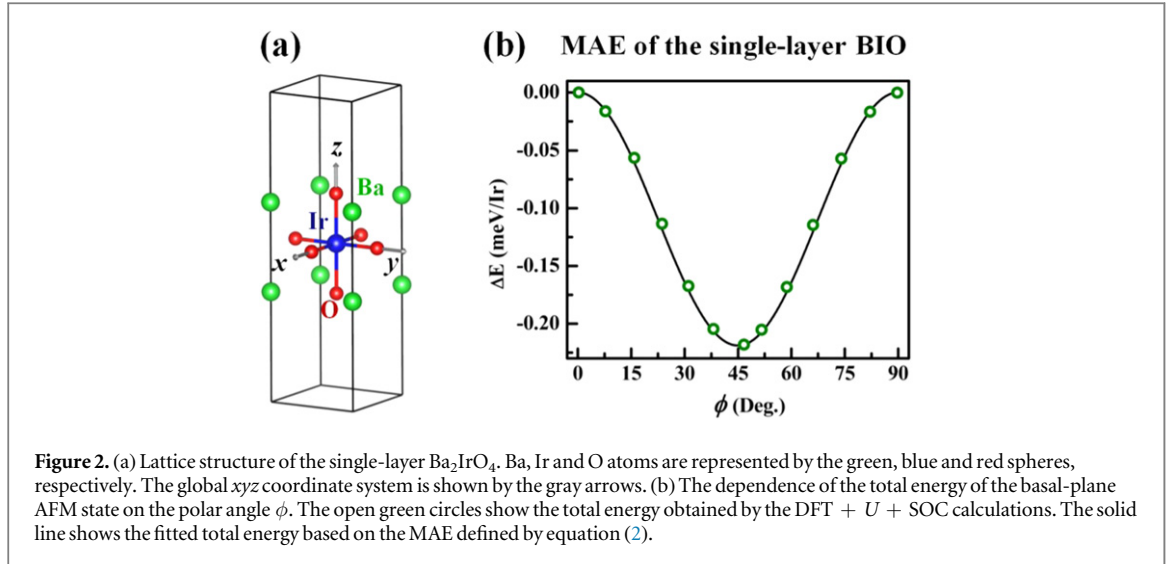 (a)
z
Ba
Ir
x
y
O
(b) MAE of the single-layer BIO
0.00
-0.05
-0.10
-0.15
-0.20
ΔE (meV/Ir)
0 15 30 45 60 75 90
ϕ (Deg.)
Figure 2. (a) Lattice structure of the single-layer Ba₂IrO₄. Ba, Ir and O atoms are represented by the green, blue and red spheres,
respectively. The global xyz coordinate system is shown by the gray arrows. (b) The dependence of the total energy of the basal-plane
AFM state on the polar angle ϕ. The open green circles show the total energy obtained by the DFT + U + SOC calculations. The solid
line shows the fitted total energy based on the MAE defined by equation (2).